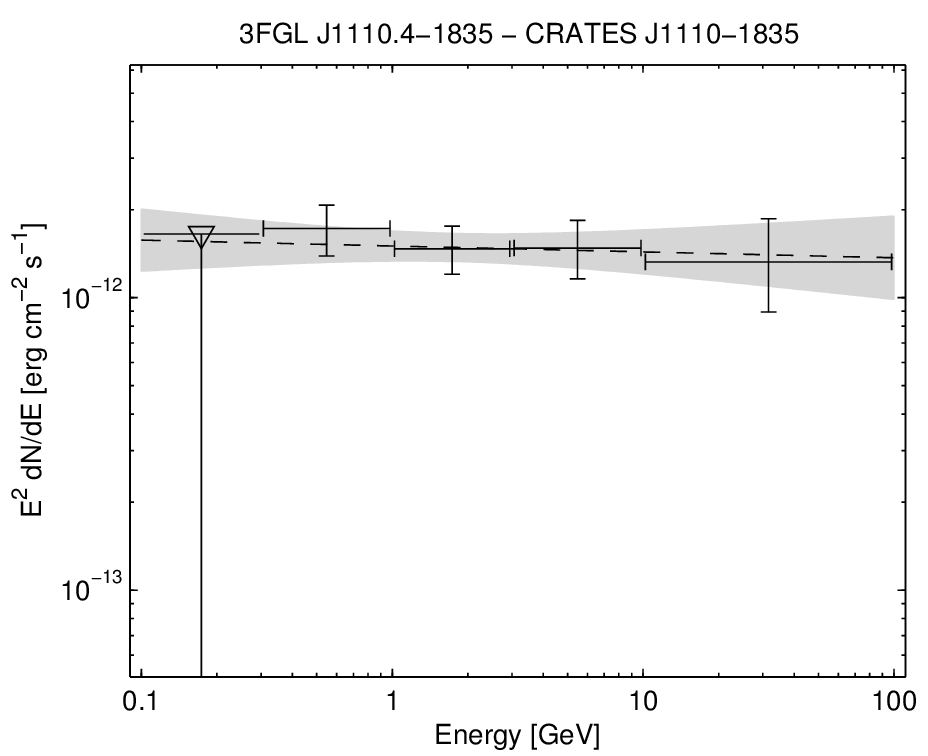 3FGL J1110.4−1835 − CRATES J1110−1835
E² dN/dE [erg cm⁻² s⁻¹]
10⁻¹²
10⁻¹³
0.1 1 10 100
Energy [GeV]